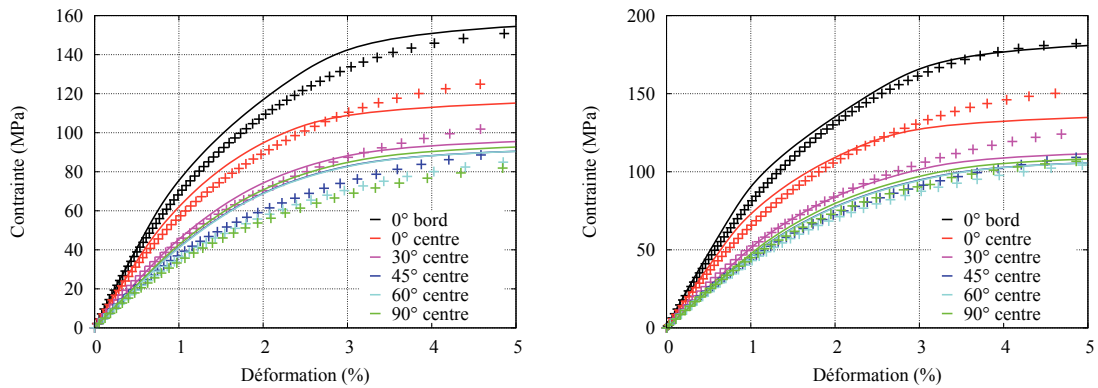 160
140
120
100
80
60
40
20
0
Contrainte (MPa)
0 1 2 3 4 5
Déformation (%)
0° bord
0° centre
30° centre
45° centre
60° centre
90° centre
200
150
100
50
0
Contrainte (MPa)
0 1 2 3 4 5
Déformation (%)
0° bord
0° centre
30° centre
45° centre
60° centre
90° centre